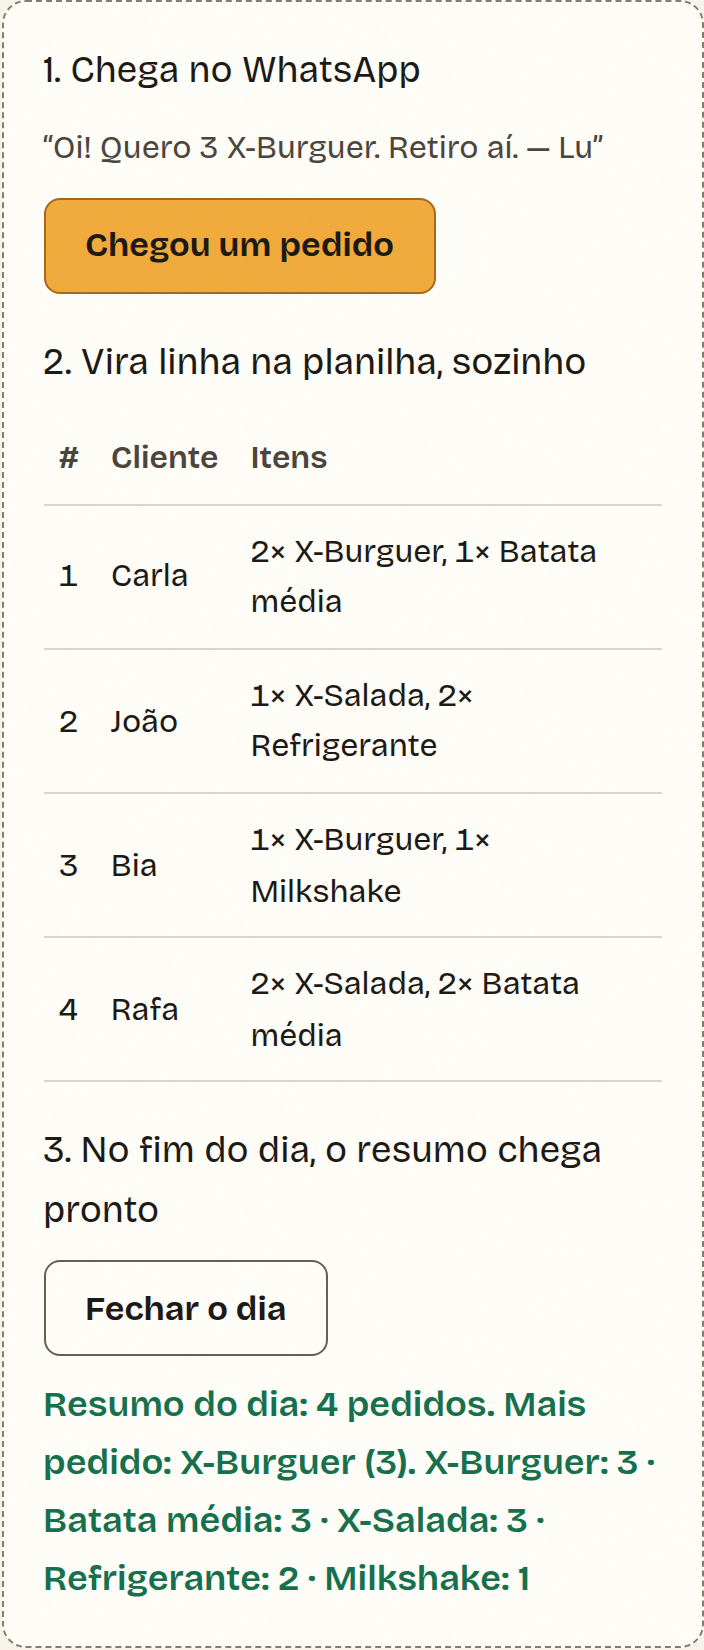 1. Chega no WhatsApp
“Oi! Quero 3 X-Burguer. Retiro aí. — Lu”
Chegou um pedido
2. Vira linha na planilha, sozinho
# Cliente Itens
1 Carla 2× X-Burguer, 1× Batata
média
2 João 1× X-Salada, 2×
Refrigerante
3 Bia 1× X-Burguer, 1×
Milkshake
4 Rafa 2× X-Salada, 2× Batata
média
3. No fim do dia, o resumo chega
pronto
Fechar o dia
Resumo do dia: 4 pedidos. Mais
pedido: X-Burguer (3). X-Burguer: 3 ·
Batata média: 3 · X-Salada: 3 ·
Refrigerante: 2 · Milkshake: 1